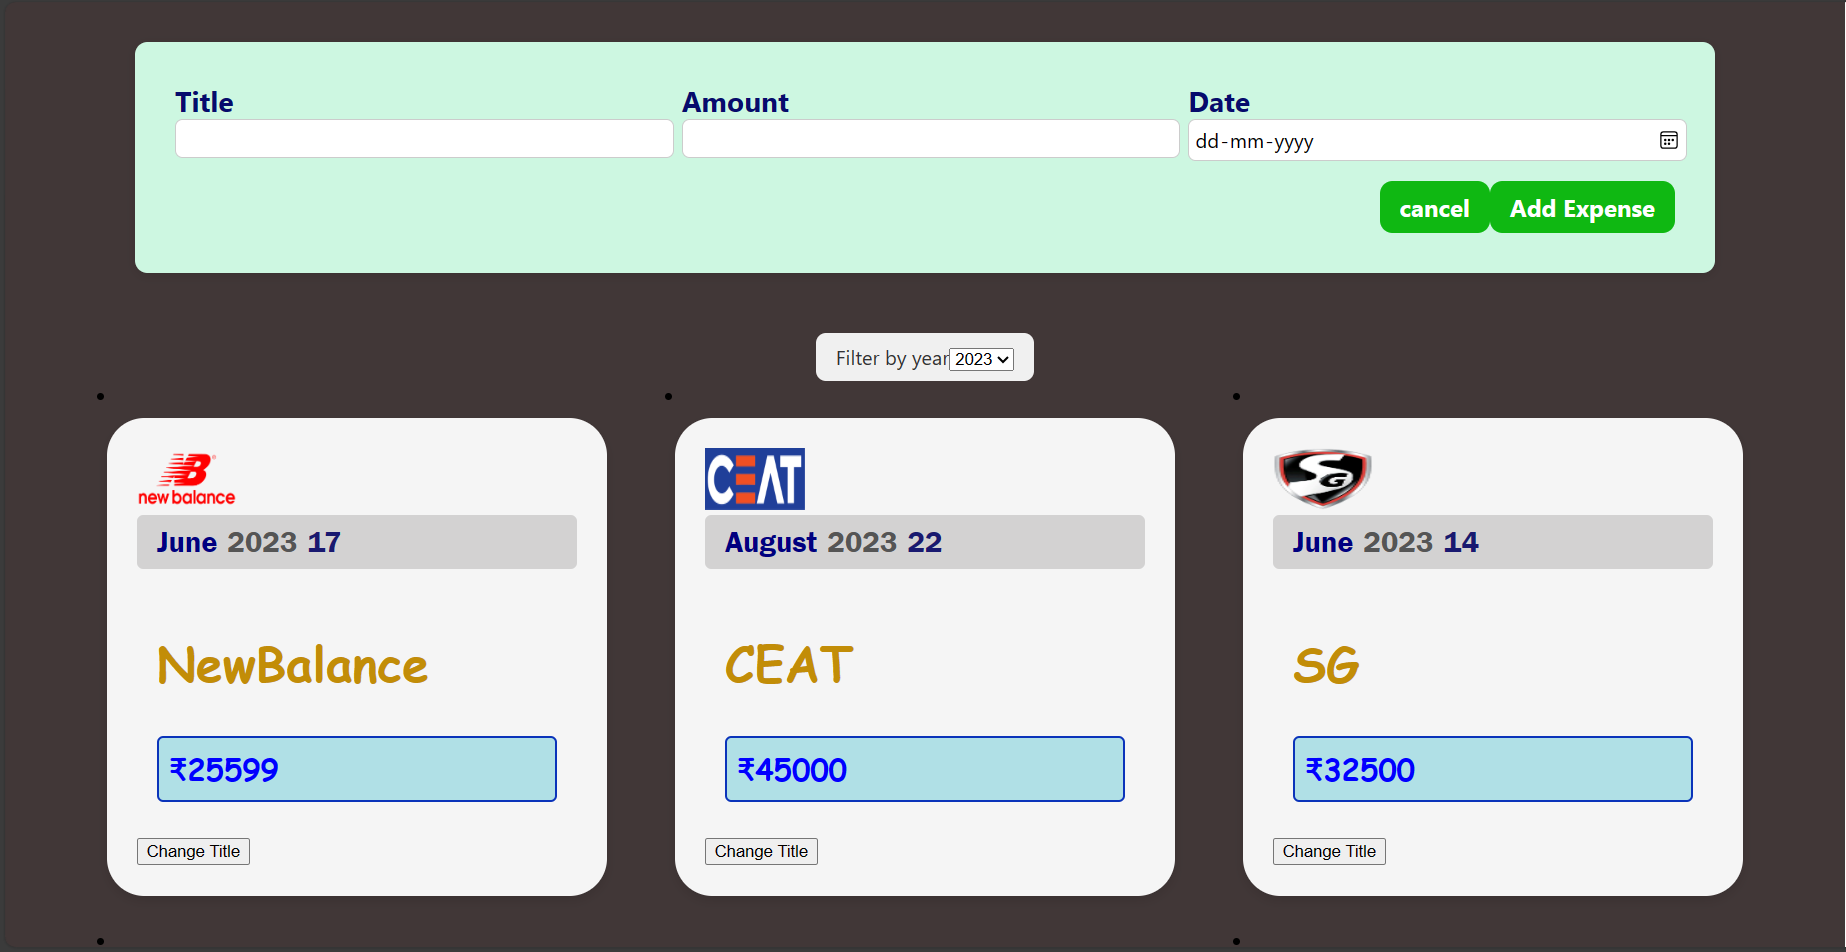 Title Amount Date
dd-mm-yyyy
cancel Add Expense
Filter by year 2023
new balance
CEAT
SG
June 2023 17
August 2023 22
June 2023 14
NewBalance
CEAT
SG
₹25599
₹45000
₹32500
Change Title
Change Title
Change Title